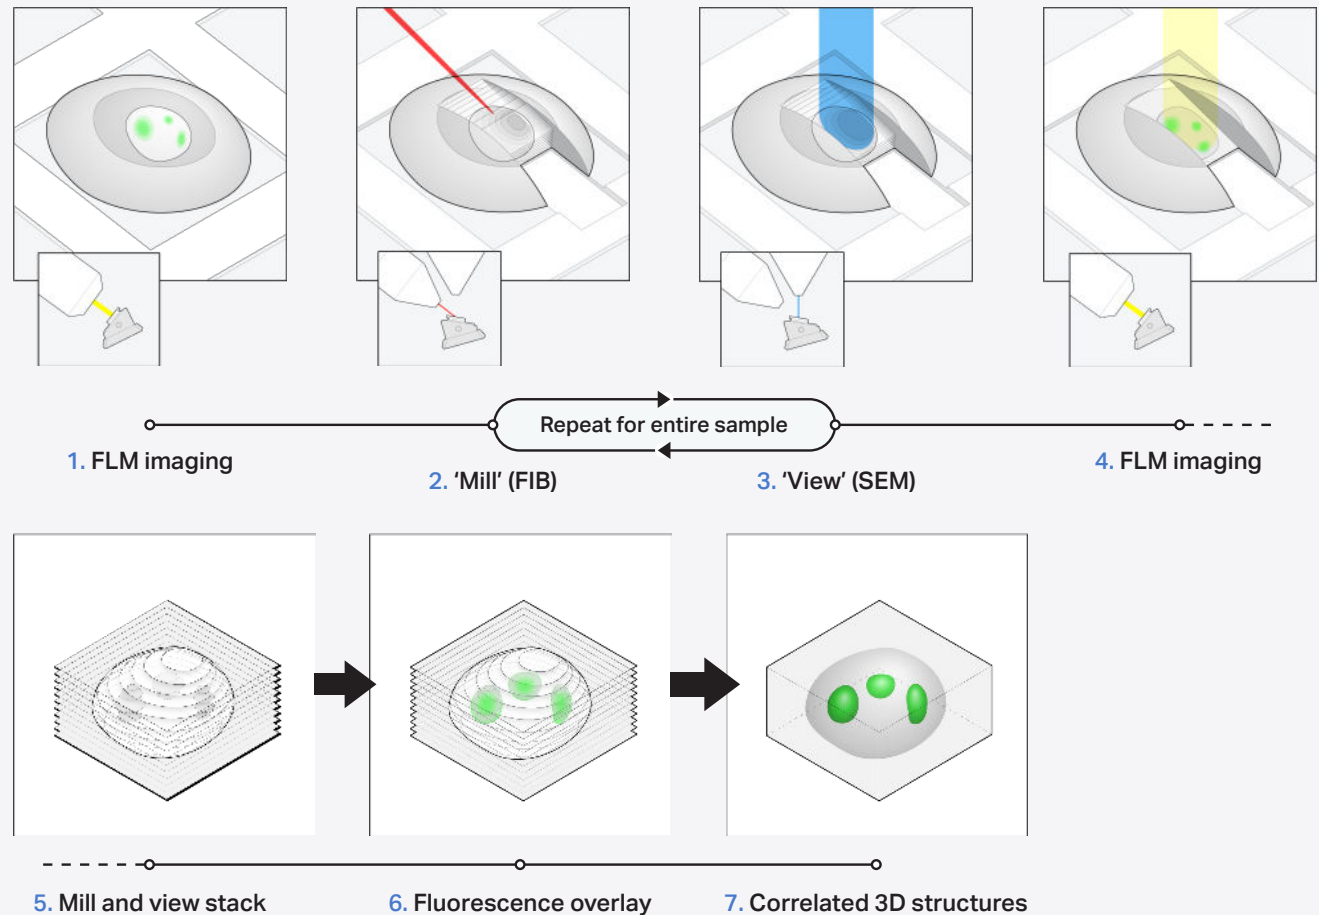 Repeat for entire sample
1. FLM imaging
2. ‘Mill’ (FIB)
3. ‘View’ (SEM)
4. FLM imaging
5. Mill and view stack
6. Fluorescence overlay
7. Correlated 3D structures